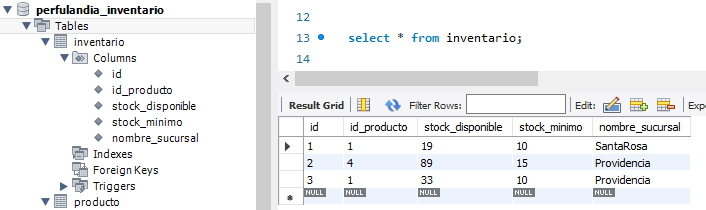 perfulandia_inventario
Tables
inventario
Columns
id
id_producto
stock_disponible
stock_minimo
nombre_sucursal
Indexes
Foreign Keys
Triggers
producto
12
13 select * from inventario;
14
Result Grid Filter Rows: Edit: Expo
id id_producto stock_disponible stock_minimo nombre_sucursal
1 1 19 10 SantaRosa
2 4 89 15 Providencia
3 1 33 10 Providencia
NULL NULL NULL NULL NULL